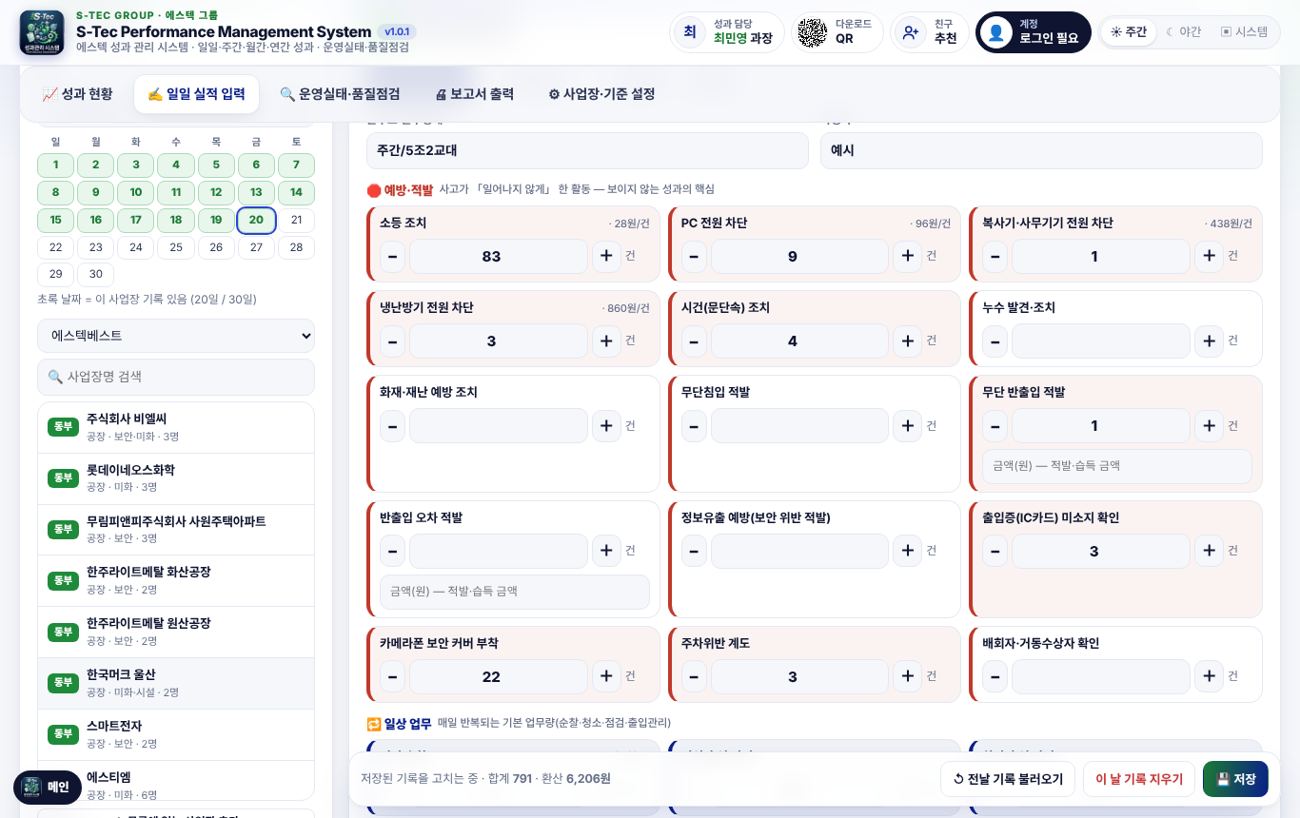 S-TEC GROUP · 에스텍 그룹
S-Tec Performance Management System v1.0.1
에스텍 성과 관리 시스템 · 일일·주간·월간·연간 성과 · 운영실태·품질점검
최 성과 담당 최민영 과장
다운로드 QR
친구 추천
계정 로그인 필요
주간 야간 시스템
성과 현황
일일 실적 입력
운영실태·품질점검
보고서 출력
사업장·기준 설정
일 월 화 수 목 금 토
1 2 3 4 5 6 7
8 9 10 11 12 13 14
15 16 17 18 19 20 21
22 23 24 25 26 27 28
29 30
초록 날짜 = 이 사업장 기록 있음 (20일 / 30일)
에스텍베스트
사업장명 검색
동부 주식회사 비엘씨
공장 · 보안·미화 · 3명
동부 롯데이네오스화학
공장 · 미화 · 3명
동부 무림피앤피주식회사 사원주택아파트
공장 · 보안 · 3명
동부 한주라이트메탈 화산공장
공장 · 보안 · 2명
동부 한주라이트메탈 원산공장
공장 · 보안 · 2명
동부 한국머크 울산
공장 · 미화·시설 · 2명
동부 스마트전자
공장 · 보안 · 2명
에스티엠
공장 · 보안 · 6명
메인
주간/5조2교대
예시
예방·적발 사고가 「일어나지 않게」 한 활동 — 보이지 않는 성과의 핵심
소등 조치 · 28원/건
− 83 + 건
PC 전원 차단 · 96원/건
− 9 + 건
복사기·사무기기 전원 차단 · 438원/건
− 1 + 건
냉난방기 전원 차단 · 860원/건
− 3 + 건
시건(문단속) 조치
− 4 + 건
누수 발견·조치
− + 건
화재·재난 예방 조치
− + 건
무단침입 적발
− + 건
무단 반출입 적발
− 1 + 건
금액(원) — 적발·습득 금액
반출입 오차 적발
− + 건
금액(원) — 적발·습득 금액
정보유출 예방(보안 위반 적발)
− + 건
출입증(IC카드) 미소지 확인
− 3 + 건
카메라폰 보안 커버 부착
− 22 + 건
주차위반 계도
− 3 + 건
배회자·거동수상자 확인
− + 건
일상 업무 매일 반복되는 기본 업무량(순찰·청소·점검·출입관리)
저장된 기록을 고치는 중 · 합계 791 · 환산 6,206원
전날 기록 불러오기
이 날 기록 지우기
저장